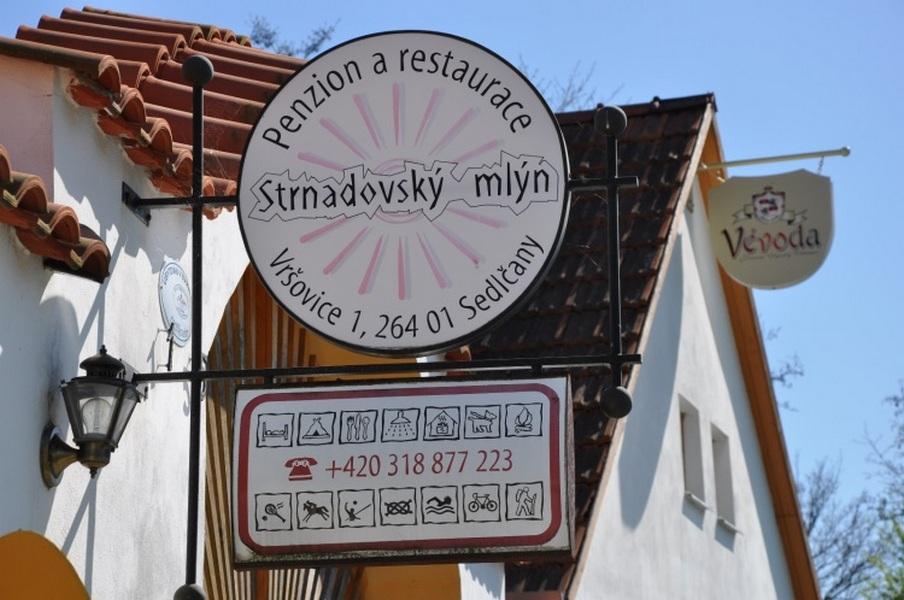 Penzion a restaurace
Strnadovský mlýn
Vršovice 1, 264 01 Sedlčany
+420 318 877 223
Vévoda